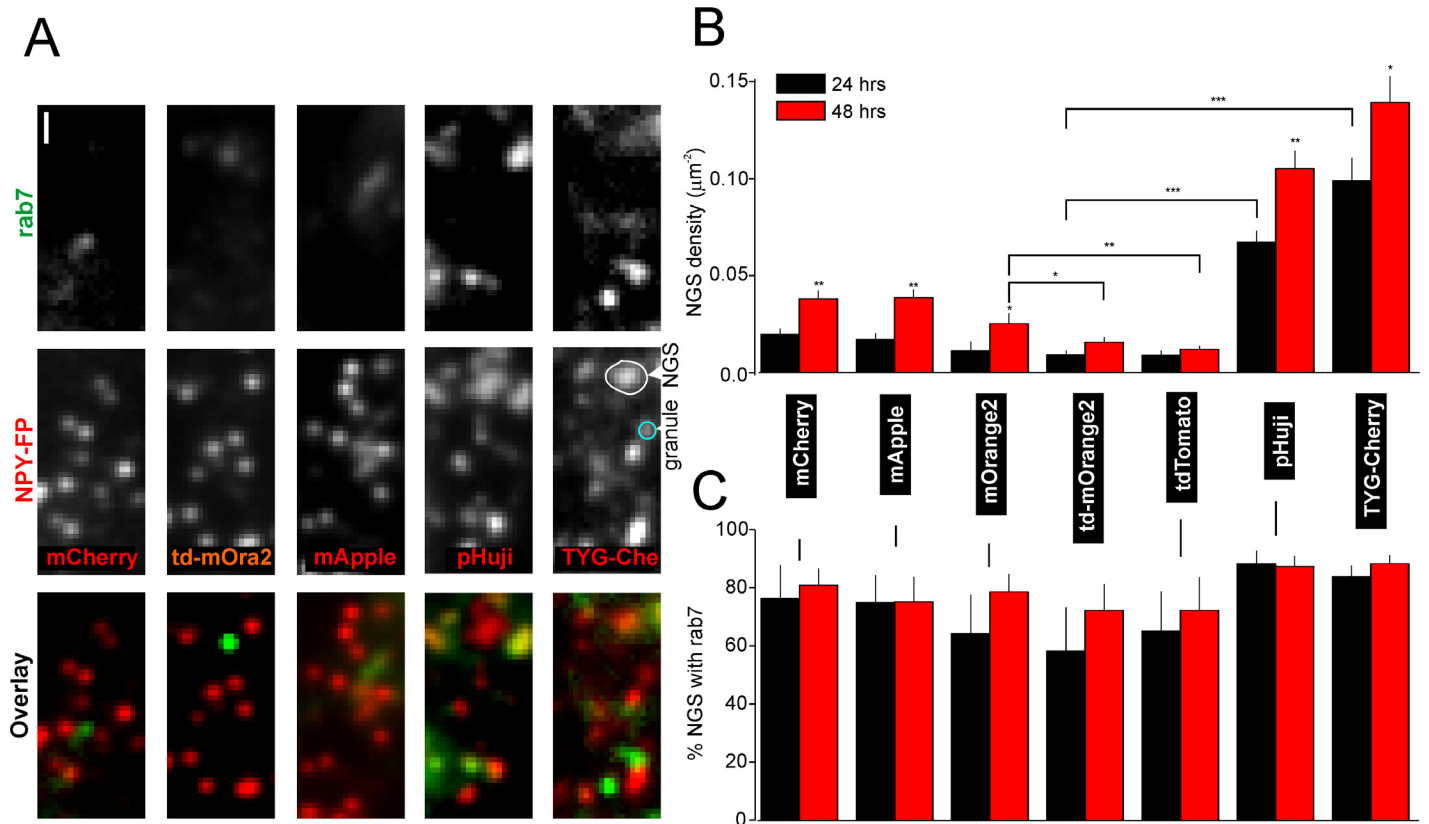 A
rab7
NPY-FP
NGS
granule
mCherry
td-mOra2
mApple
pHuji
TYG-Che
Overlay
B
24 hrs
48 hrs
NGS density (μm⁻²)
0.15
0.10
0.05
0.0
**
**
*
*
**
***
**
***
*
mCherry
mApple
mOrange2
td-mOrange2
tdTomato
pHuji
TYG-Cherry
C
% NGS with rab7
100
80
60
40
20
0